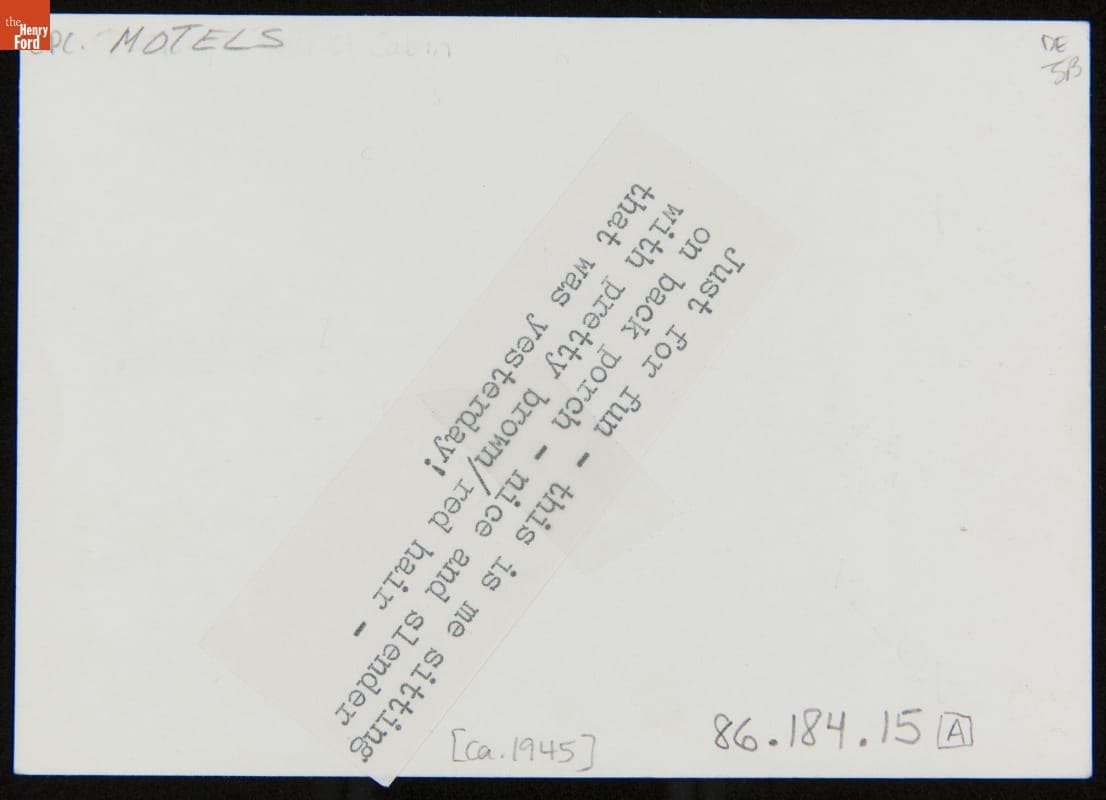 the
Henry
Ford
MOTELS
DE
JB
Just for fun - this is me sitting
on back porch - nice and slender
with pretty brown/red hair -
that was yesterday!
[ca. 1945]
86.184.15 A